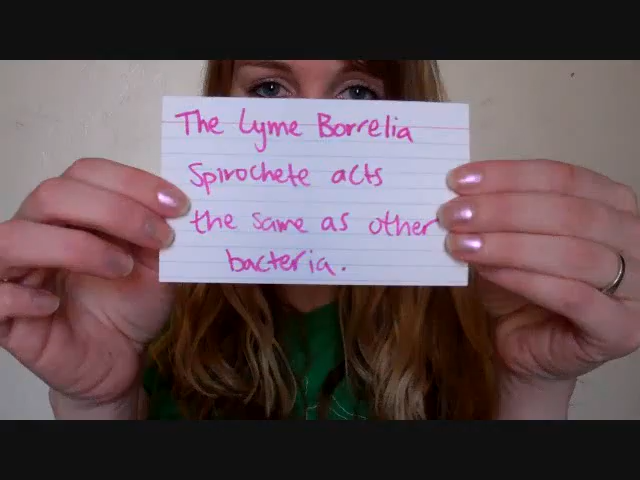 The Lyme Borrelia
Spirochete acts
the same as other
bacteria.